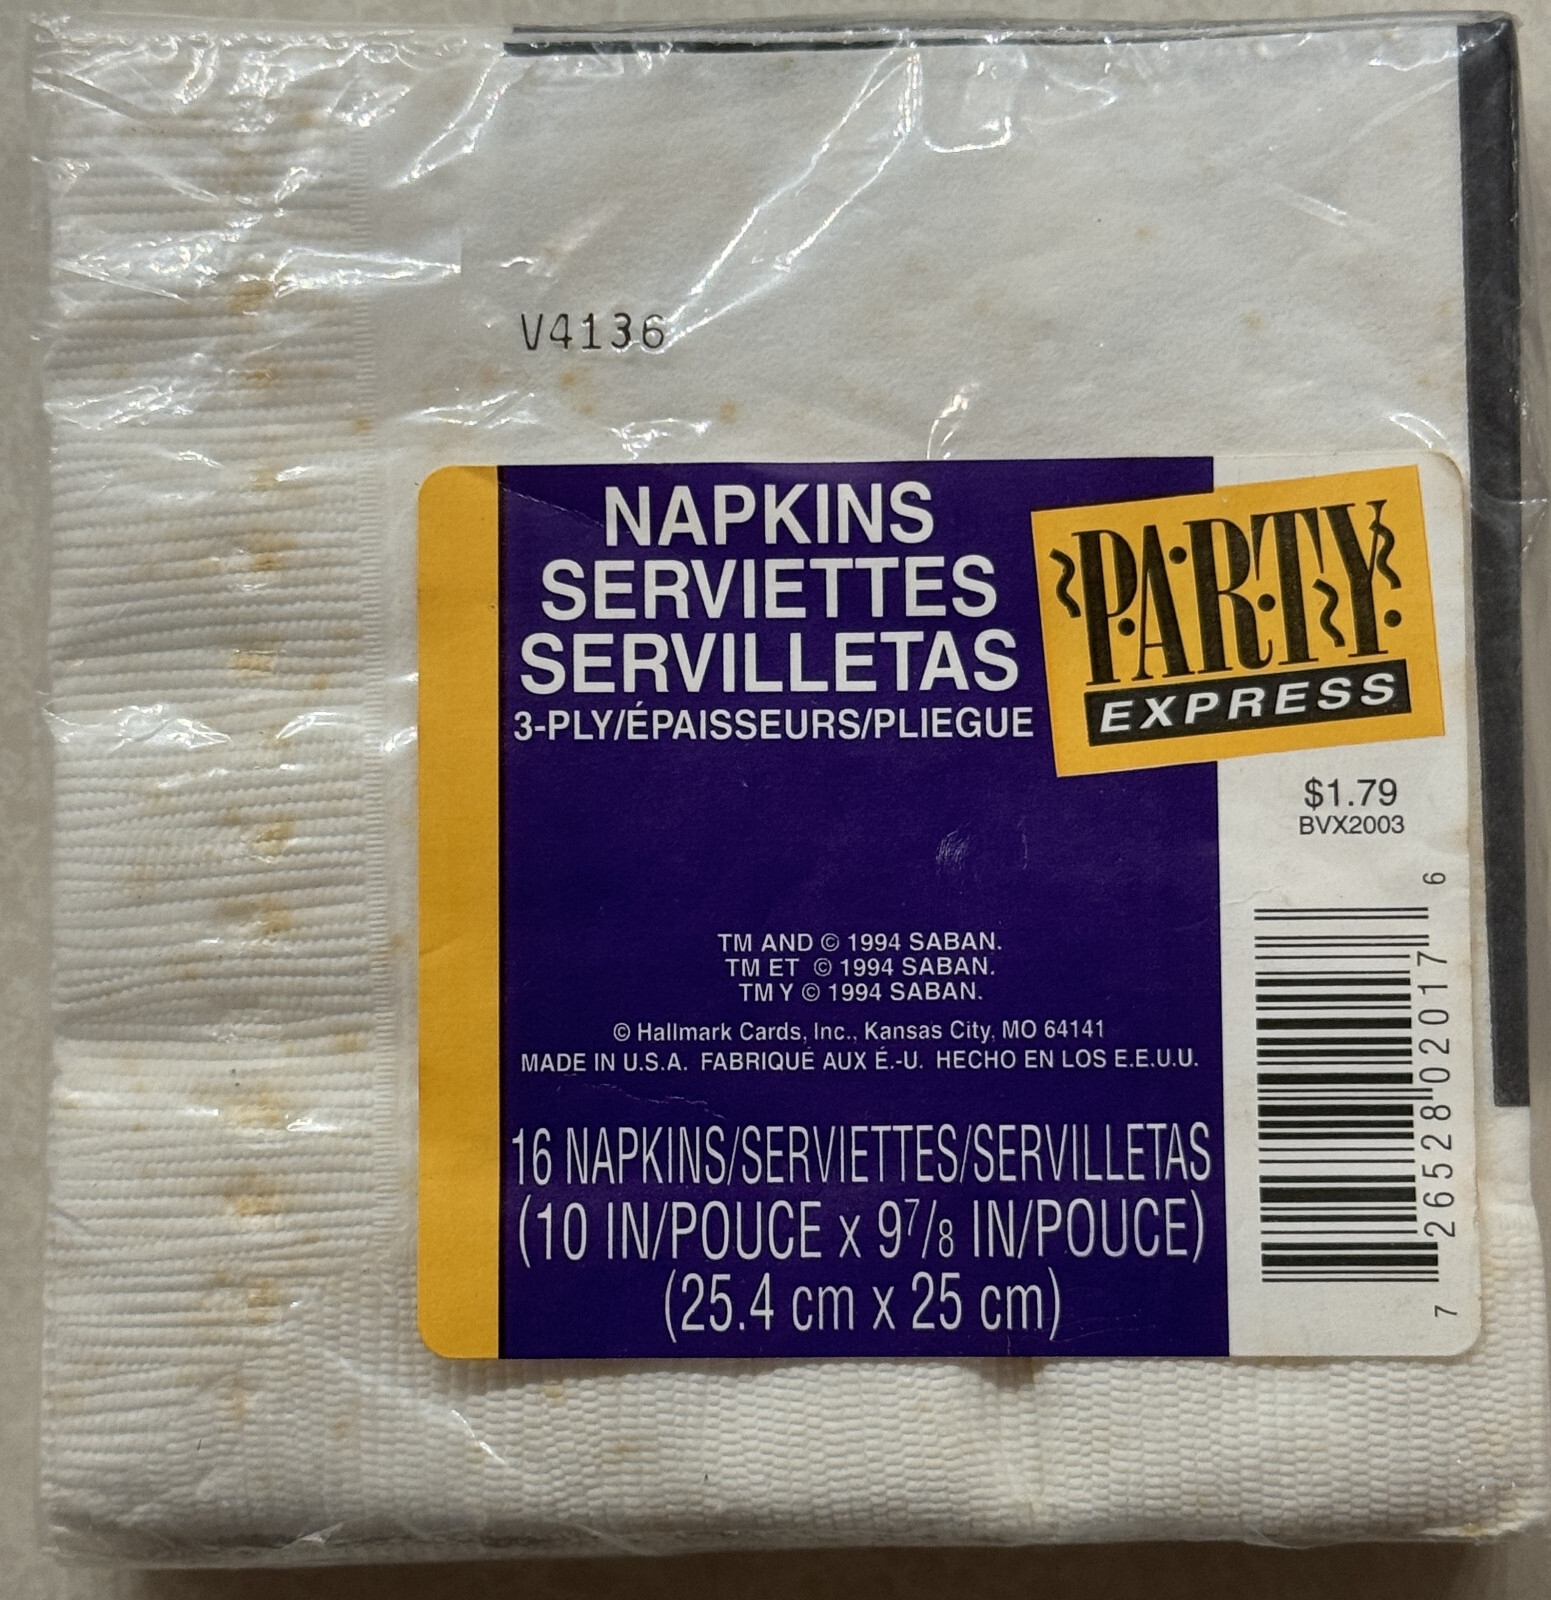 V4136
NAPKINS
SERVIETTES
SERVILLETAS
3-PLY/ÉPAISSEURS/PLIEGUE
PARTY
EXPRESS
$1.79
BVX2003
TM AND © 1994 SABAN.
TM ET © 1994 SABAN.
TM Y © 1994 SABAN.
© Hallmark Cards, Inc., Kansas City, MO 64141
MADE IN U.S.A. FABRIQUÉ AUX É.-U. HECHO EN LOS E.E.U.U.
16 NAPKINS/SERVIETTES/SERVILLETAS
(10 IN/POUCE x 9 7/8 IN/POUCE)
(25.4 cm x 25 cm)
7 26528 02017 6